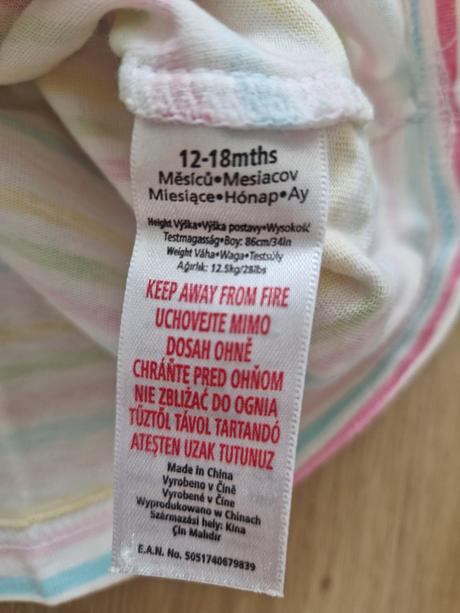 12-18mths
Měsíců•Mesiacov
Miesiące•Hónap•Ay
Height Výška•Výška postavy•Wysokość
Testmagasság•Boy: 86cm/34in
Weight Váha•Waga•Testsúly
Ağırlık: 12.5kg/28lbs
KEEP AWAY FROM FIRE
UCHOVEJTE MIMO
DOSAH OHNĚ
CHRÁŇTE PRED OHŇOM
NIE ZBLIŻAĆ DO OGNIA
TŰZTŐL TÁVOL TARTANDÓ
ATEŞTEN UZAK TUTUNUZ
Made in China
Vyrobeno v Číně
Vyrobené v Číne
Wyprodukowano w Chinach
Származási hely: Kína
Çin Malıdır
E.A.N. No. 5051740679839